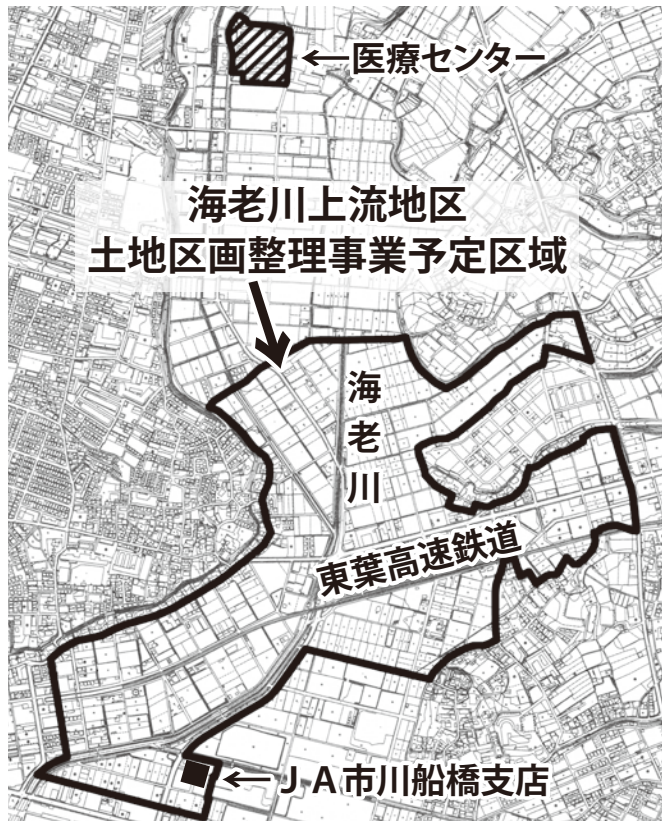 ←医療センター
海老川上流地区
土地区画整理事業予定区域
海老川
東葉高速鉄道
←ＪＡ市川船橋支店